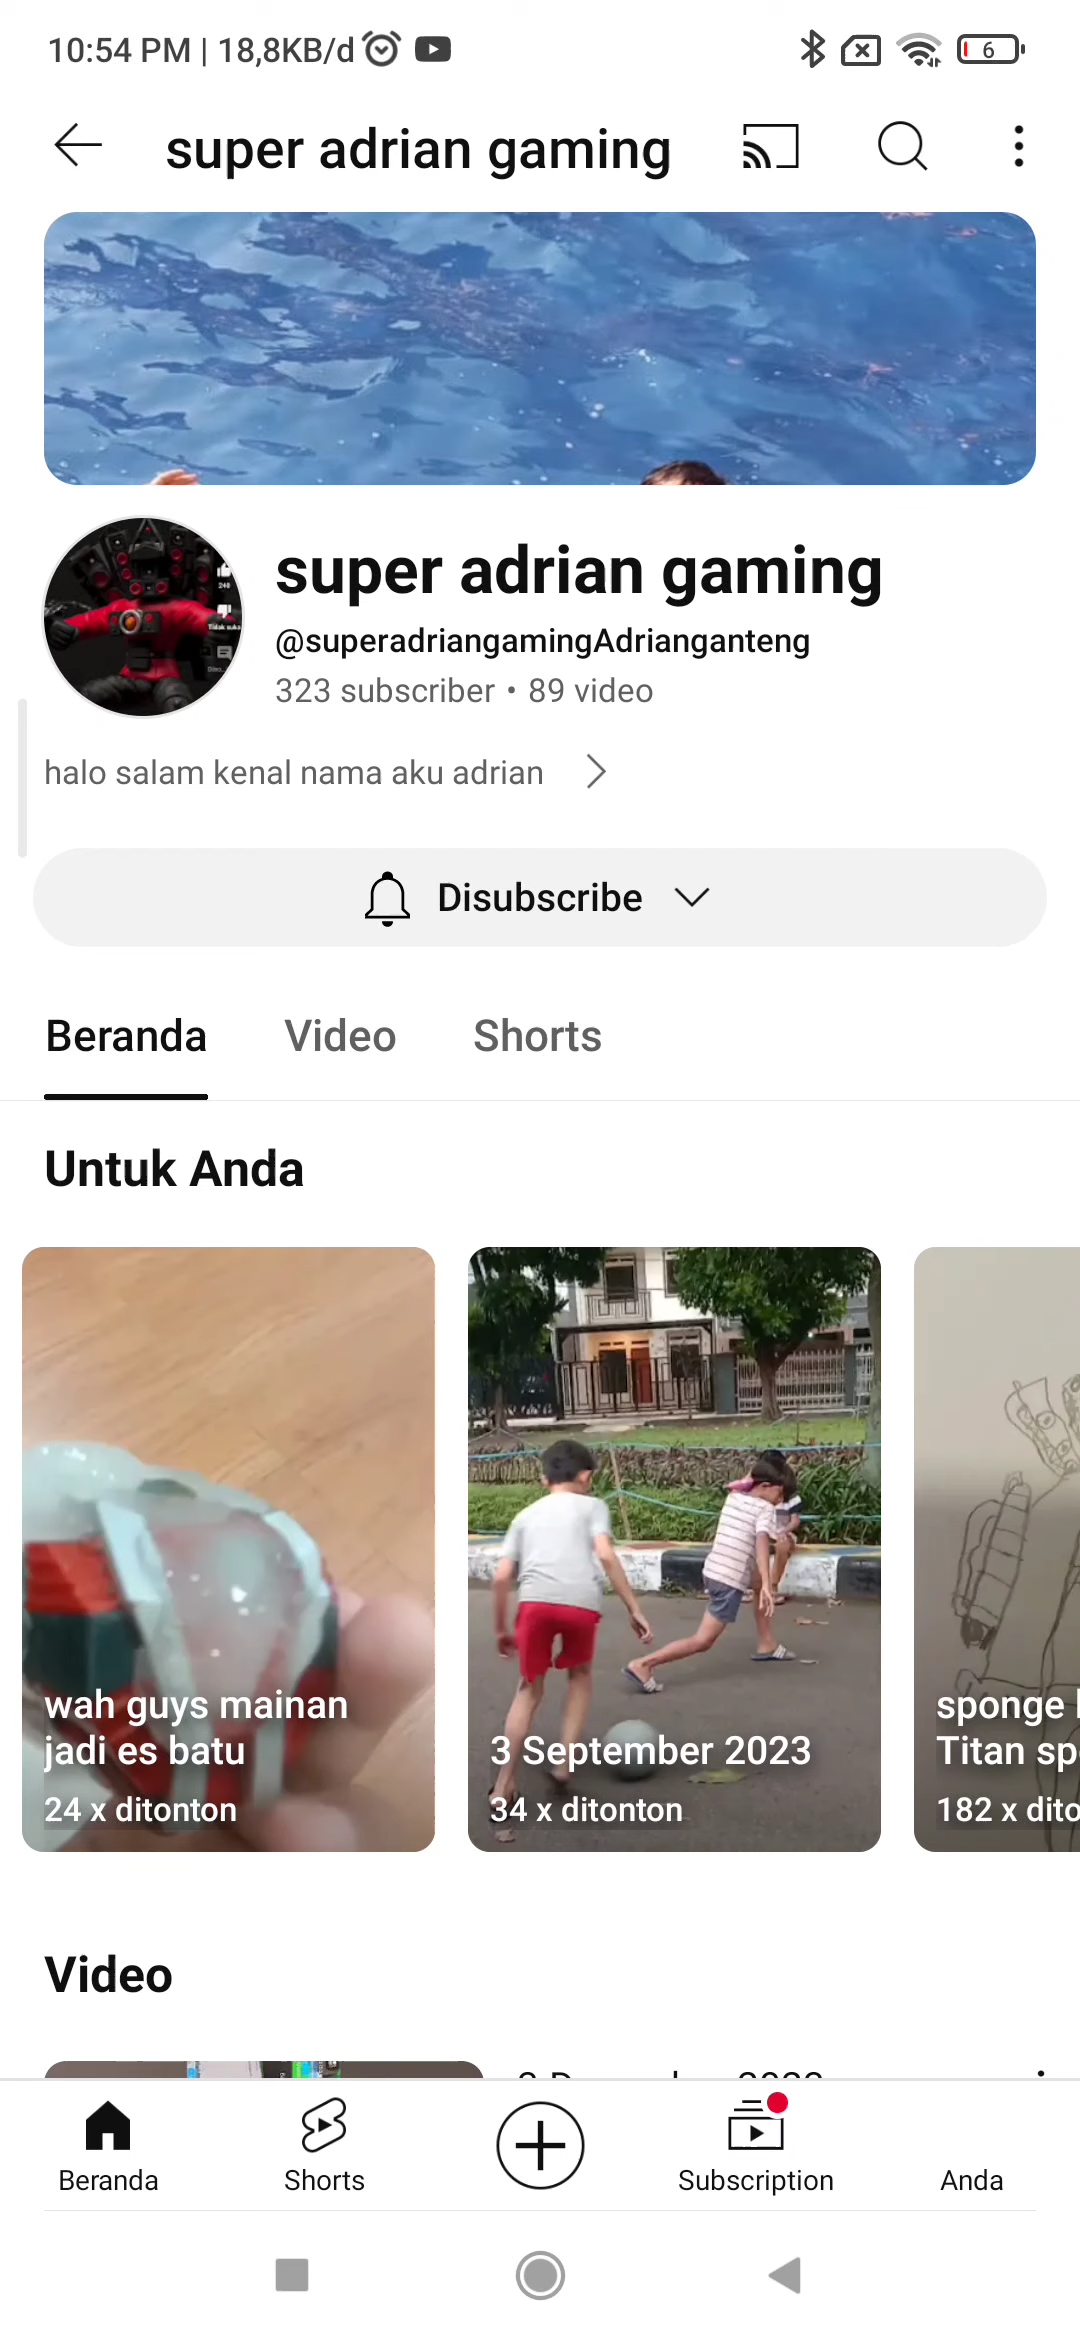 10:54 PM | 18,8KB/d
6
super adrian gaming
super adrian gaming
@superadriangamingAdrianganteng
323 subscriber • 89 video
halo salam kenal nama aku adrian
Disubscribe
Beranda Video Shorts
Untuk Anda
wah guys mainan
jadi es batu
24 x ditonton
3 September 2023
34 x ditonton
sponge
Titan sp
182 x dito
Video
Beranda Shorts Subscription Anda